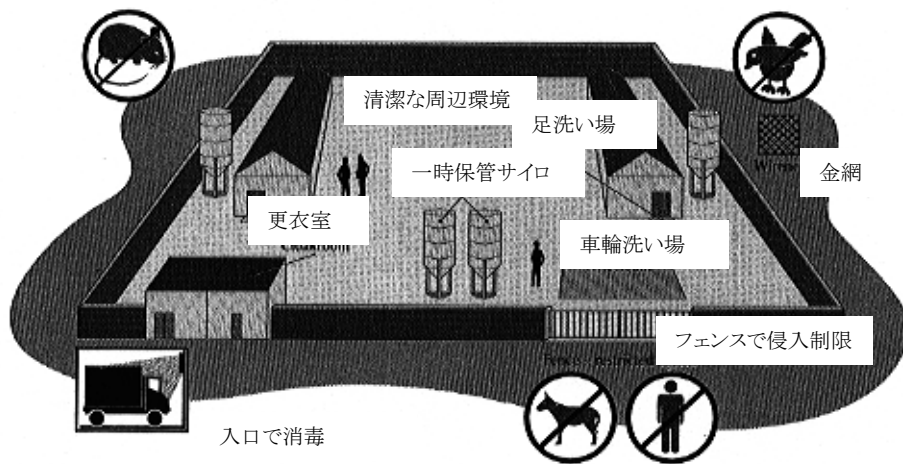 清潔な周辺環境
足洗い場
一時保管サイロ
金網
更衣室
車輪洗い場
フェンスで侵入制限
入口で消毒